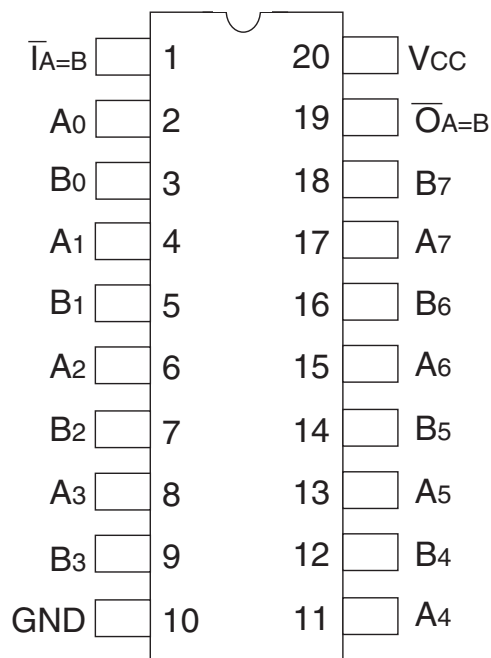 I̅A=B 1 20 VCC
A0 2 19 O̅A=B
B0 3 18 B7
A1 4 17 A7
B1 5 16 B6
A2 6 15 A6
B2 7 14 B5
A3 8 13 A5
B3 9 12 B4
GND 10 11 A4